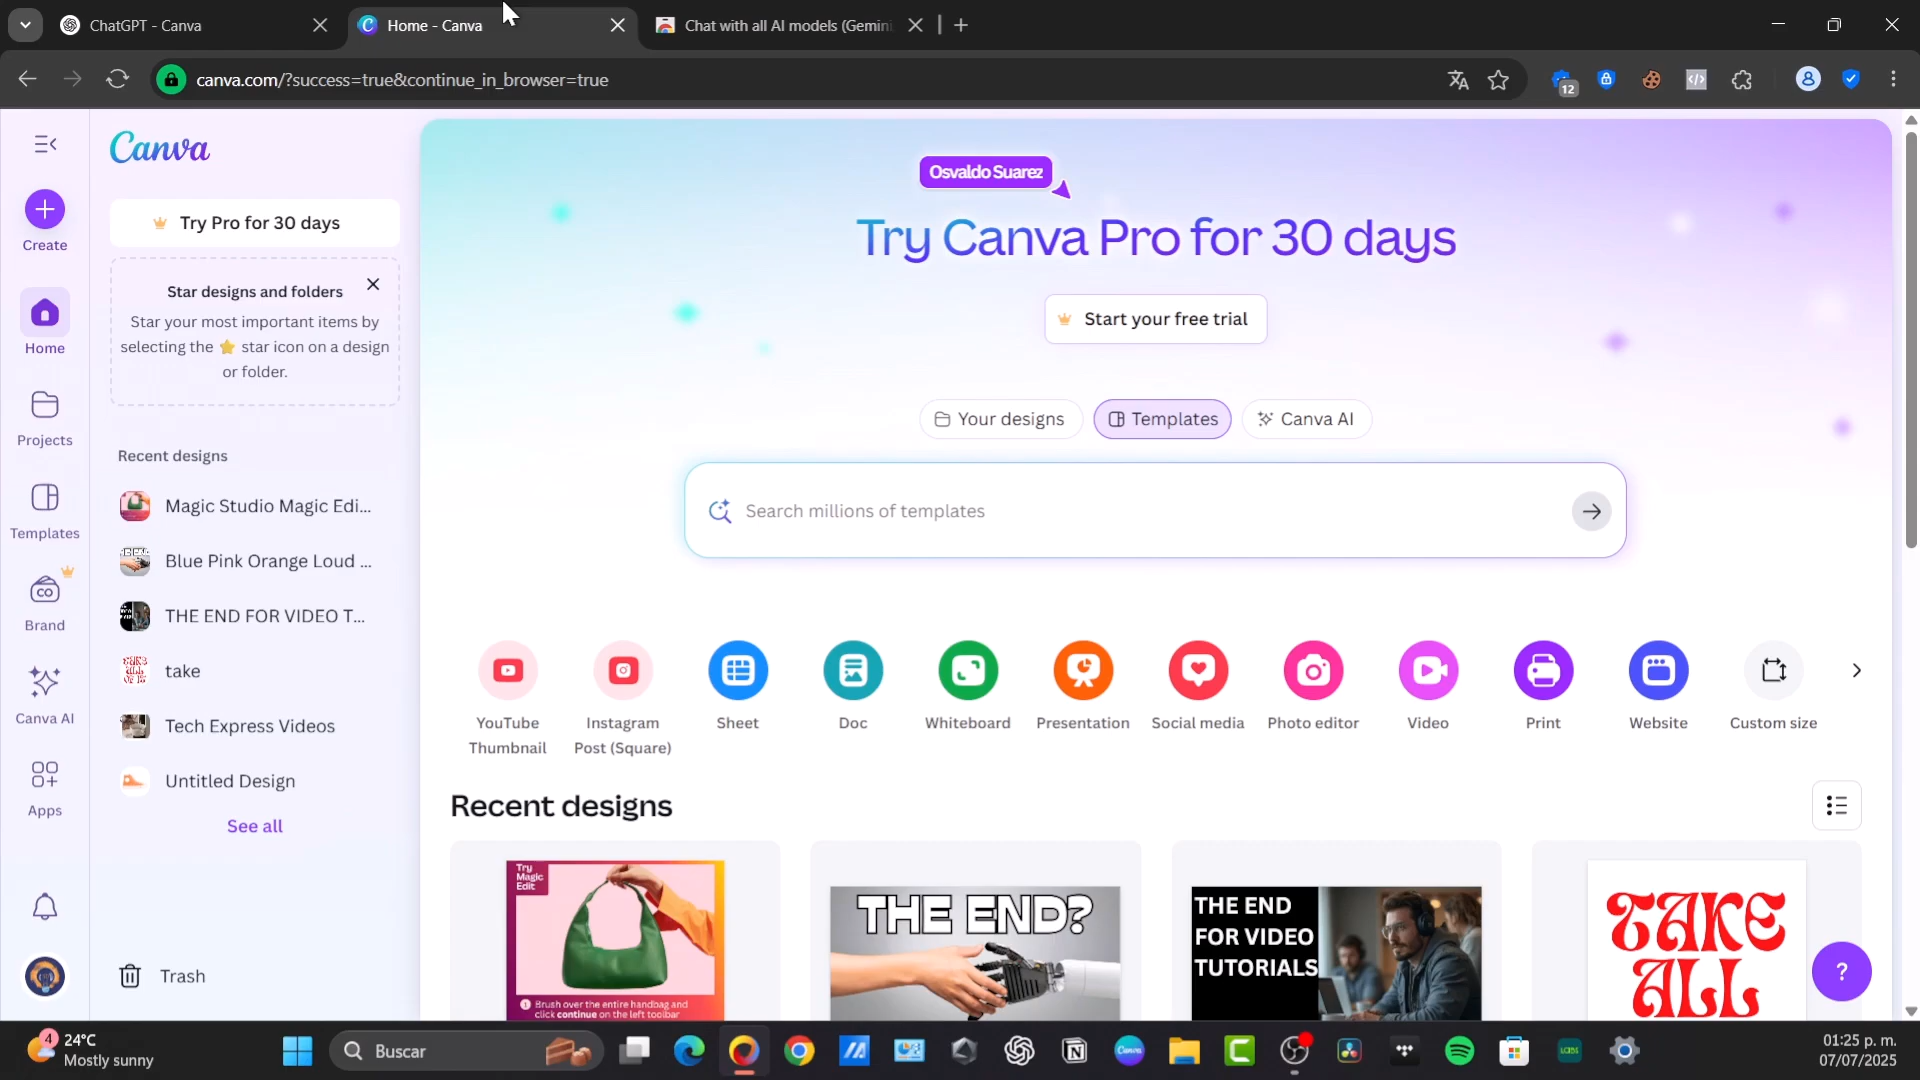 ChatGPT - Canva
Home - Canva
Chat with all AI models (Gemini
canva.com/?success=true&continue_in_browser=true
12
Canva
Create
Try Pro for 30 days
Star designs and folders
Star your most important items by
selecting the star icon on a design
or folder.
Home
Projects
Templates
Brand
Canva AI
Apps
Recent designs
Magic Studio Magic Edi...
Blue Pink Orange Loud ...
THE END FOR VIDEO T...
take
Tech Express Videos
Untitled Design
See all
Trash
Osvaldo Suarez
Try Canva Pro for 30 days
Start your free trial
Your designs
Templates
Canva AI
Search millions of templates
YouTube
Thumbnail
Instagram
Post (Square)
Sheet
Doc
Whiteboard
Presentation
Social media
Photo editor
Video
Print
Website
Custom size
Recent designs
Try
Magic
Edit
1 Brush over the entire handbag and
click continue on the left toolbar
THE END?
THE END
FOR VIDEO
TUTORIALS
TAKE
ALL
?
4
24°C
Mostly sunny
Buscar
Canva
01:25 p. m.
07/07/2025